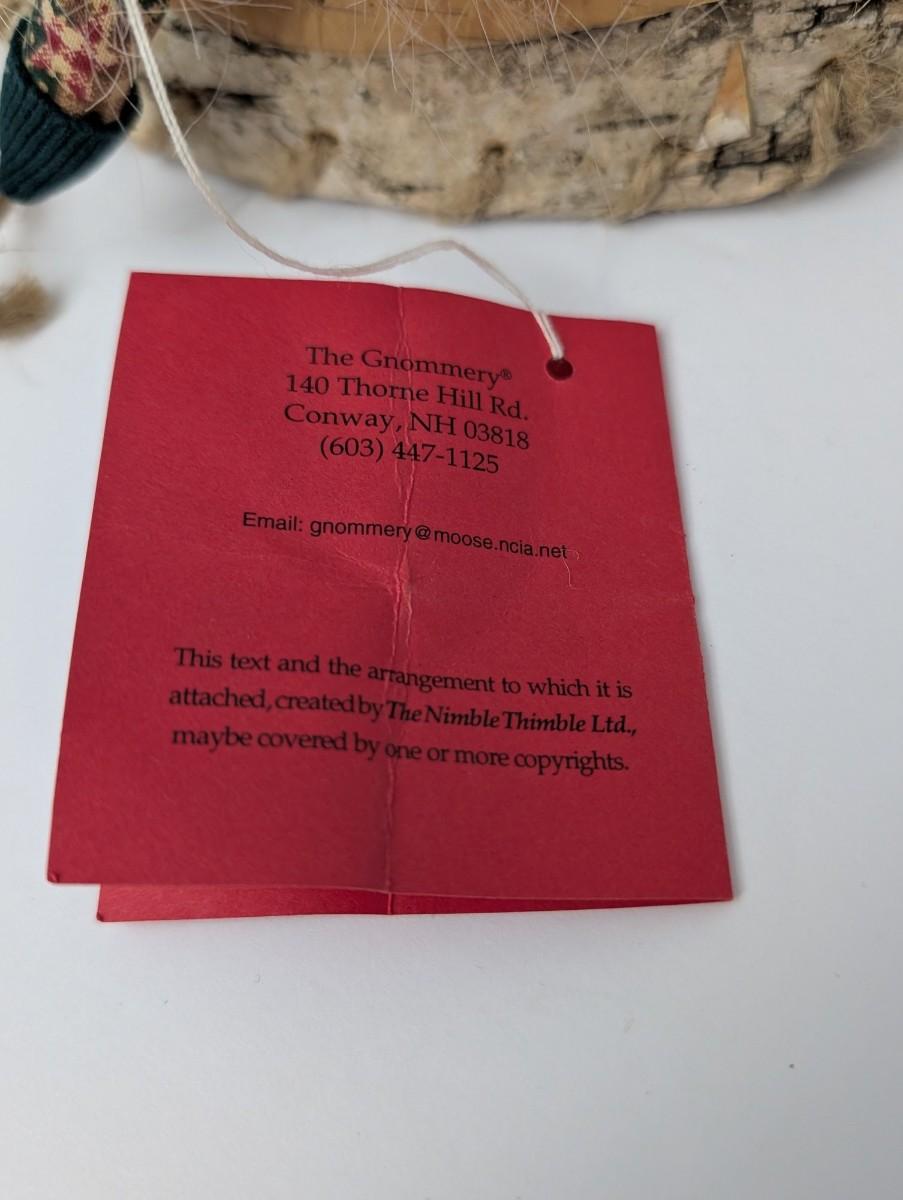 The Gnommery®
140 Thorne Hill Rd.
Conway, NH 03818
(603) 447-1125
Email: gnommery@moose.ncia.net
This text and the arrangement to which it is
attached, created by The Nimble Thimble Ltd.,
maybe covered by one or more copyrights.